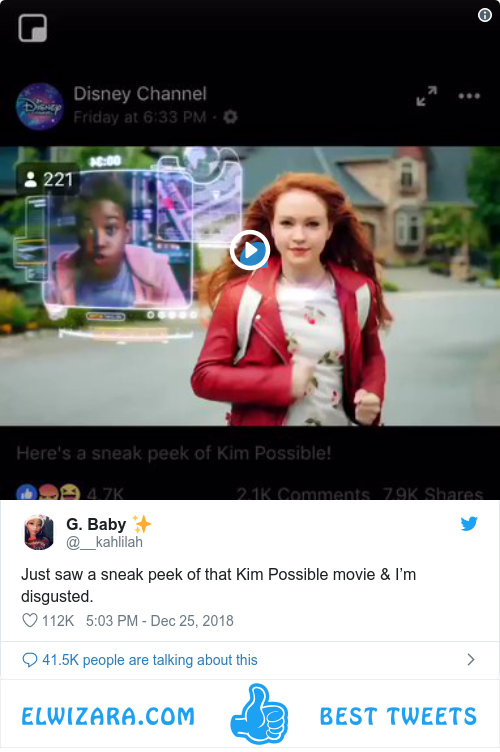 Disney Channel
Friday at 6:33 PM ·
Disney
221
Here's a sneak peek of Kim Possible!
4.7K 2.1K Comments 7.9K Shares
G. Baby ✨
@__kahlilah
Just saw a sneak peek of that Kim Possible movie & I’m
disgusted.
112K 5:03 PM - Dec 25, 2018
41.5K people are talking about this
ELWIZARA.COM BEST TWEETS